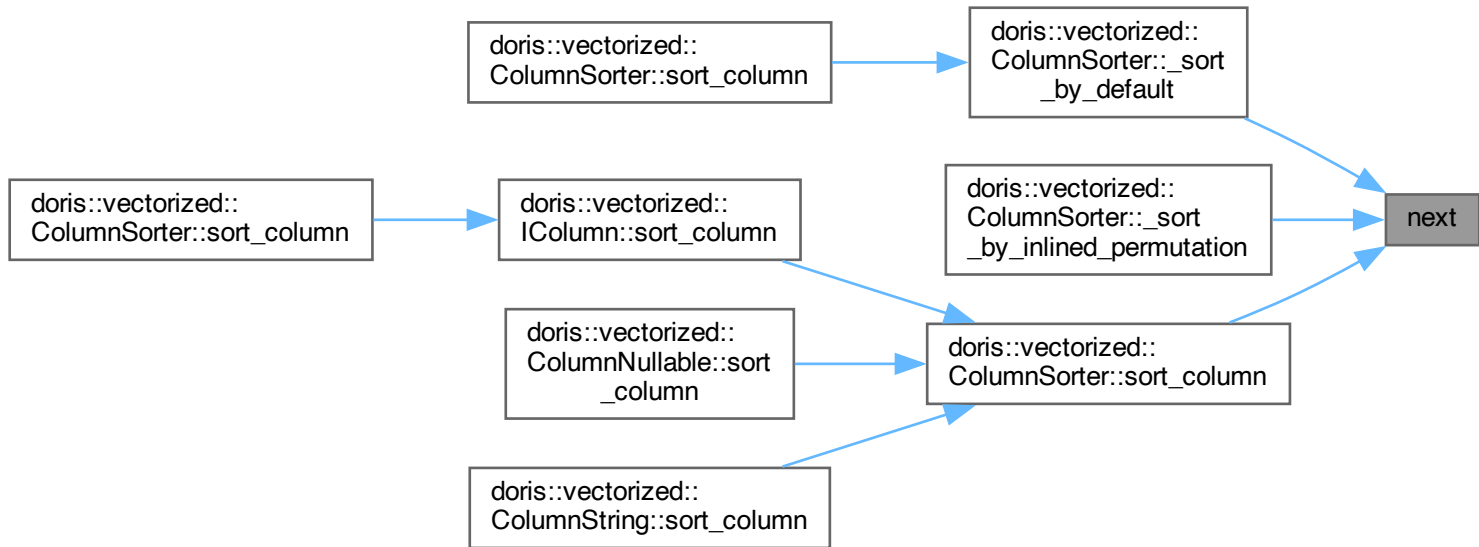 doris::vectorized::
ColumnSorter::sort_column
doris::vectorized::
ColumnSorter::_sort
_by_default
doris::vectorized::
ColumnSorter::sort_column
doris::vectorized::
IColumn::sort_column
doris::vectorized::
ColumnSorter::_sort
_by_inlined_permutation
next
doris::vectorized::
ColumnNullable::sort
_column
doris::vectorized::
ColumnSorter::sort_column
doris::vectorized::
ColumnString::sort_column